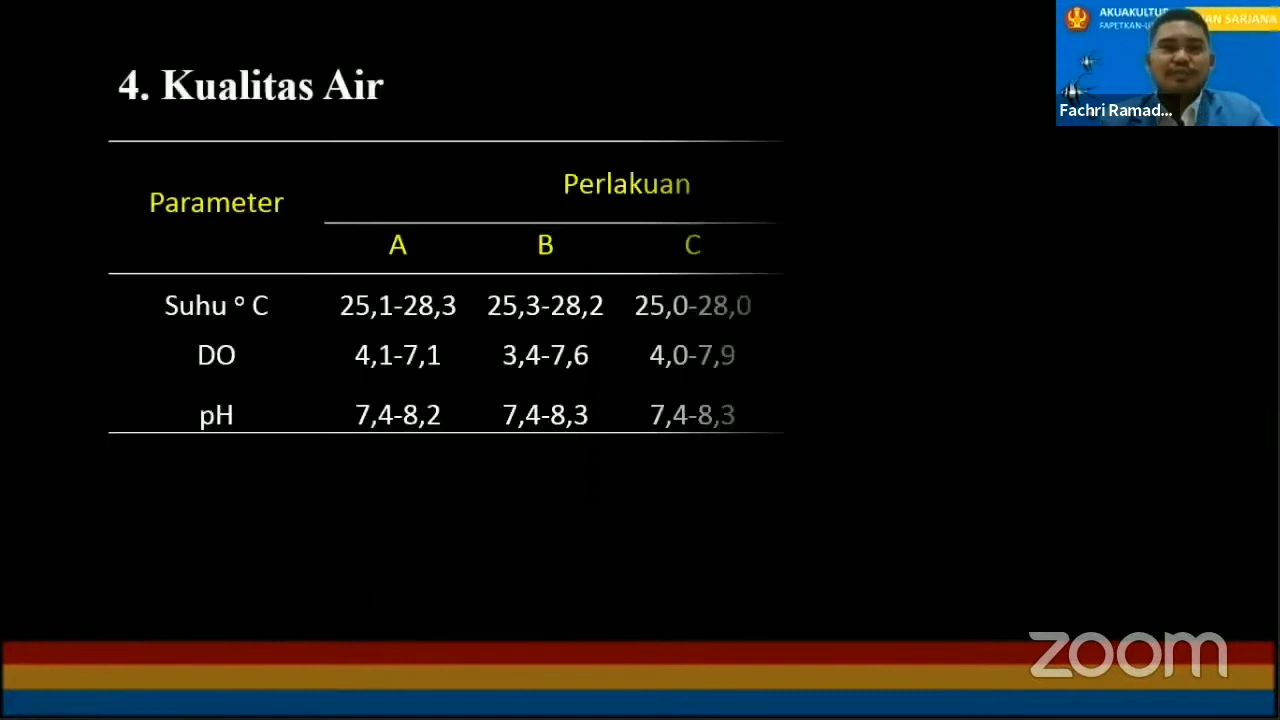 4. Kualitas Air
AKUAKULTUR
FAPETKAN-U
AN SARJANA
Fachri Ramad...
Parameter
Perlakuan
A B C
Suhu ° C 25,1-28,3 25,3-28,2 25,0-28,0
DO 4,1-7,1 3,4-7,6 4,0-7,9
pH 7,4-8,2 7,4-8,3 7,4-8,3
zoom